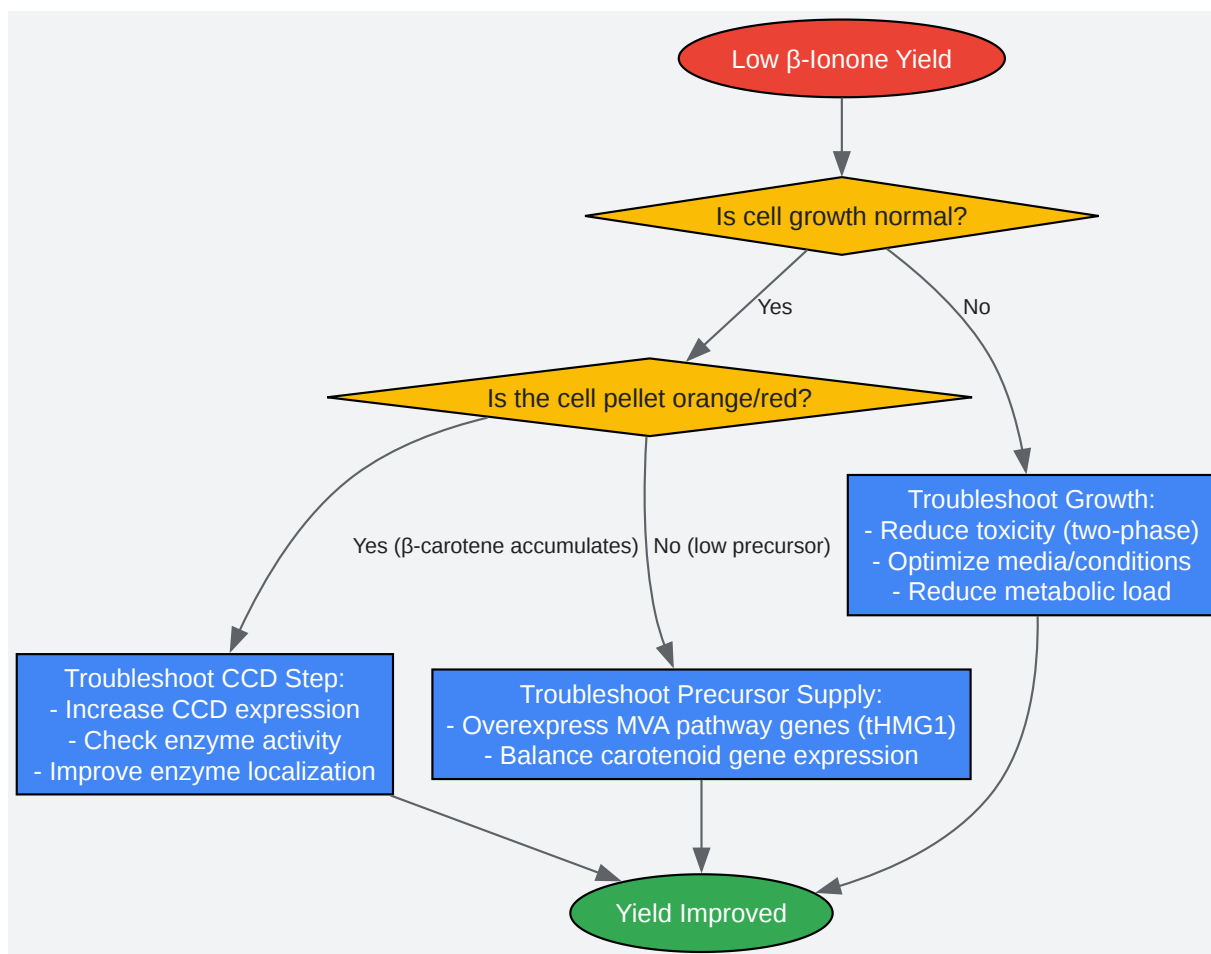 Low β-Ionone Yield
Is cell growth normal?
Yes
No
Is the cell pellet orange/red?
Troubleshoot Growth:
- Reduce toxicity (two-phase)
- Optimize media/conditions
- Reduce metabolic load
Yes (β-carotene accumulates)
No (low precursor)
Troubleshoot CCD Step:
- Increase CCD expression
- Check enzyme activity
- Improve enzyme localization
Troubleshoot Precursor Supply:
- Overexpress MVA pathway genes (tHMG1)
- Balance carotenoid gene expression
Yield Improved